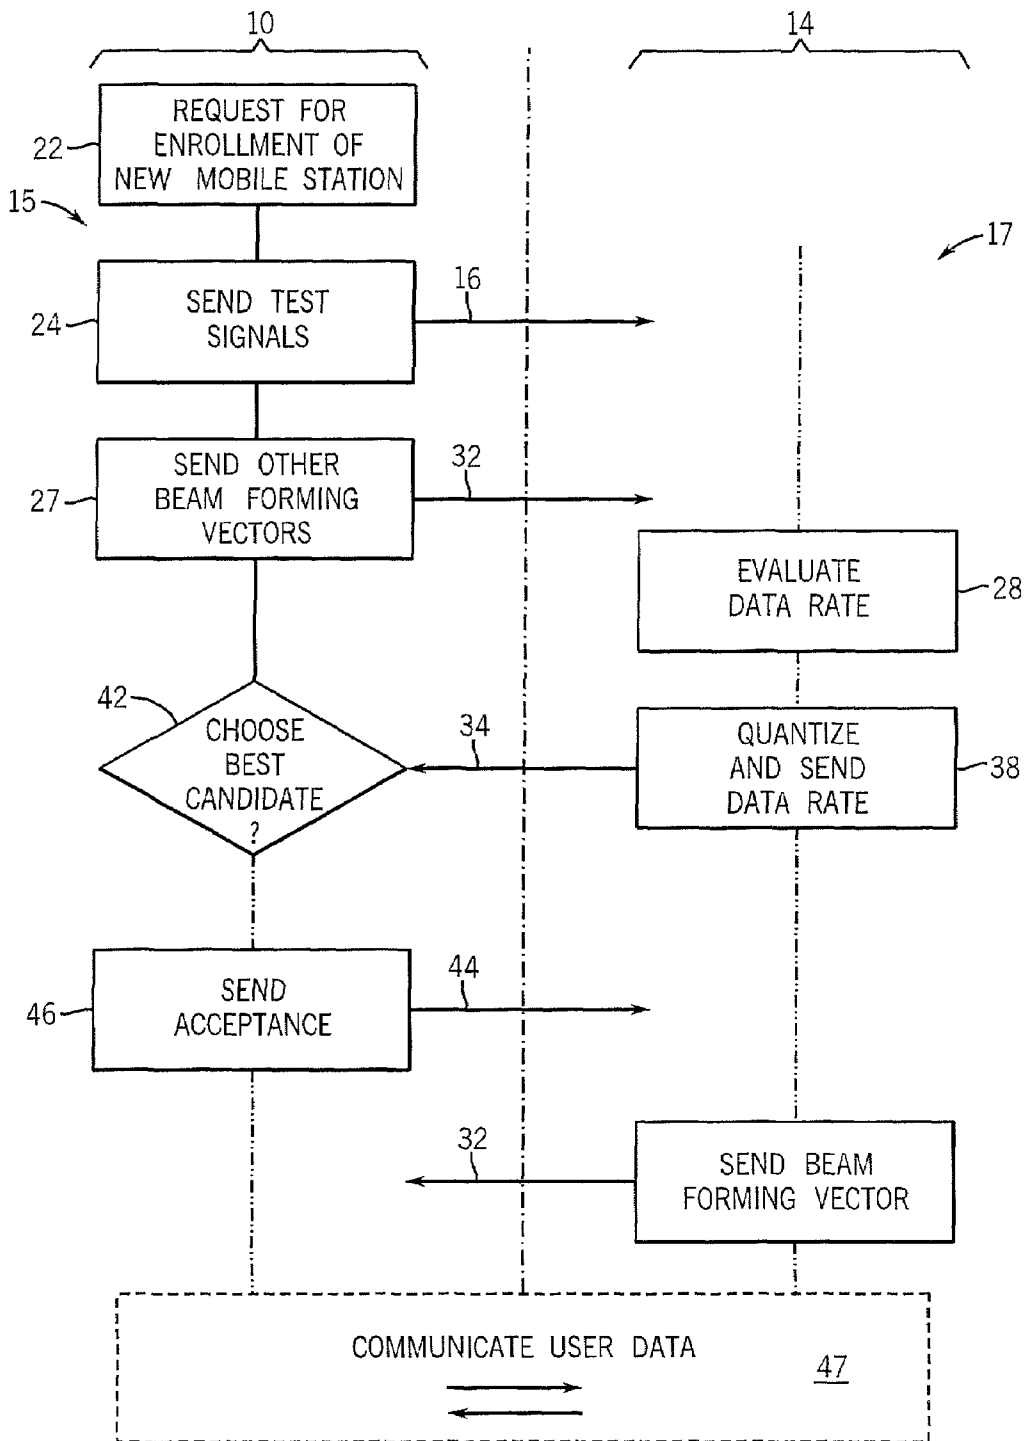 10
14
REQUEST FOR
ENROLLMENT OF
NEW MOBILE STATION
22
15
17
SEND TEST
SIGNALS
24
16
SEND OTHER
BEAM FORMING
VECTORS
27
32
EVALUATE
DATA RATE
28
42
CHOOSE
BEST
CANDIDATE
?
34
QUANTIZE
AND SEND
DATA RATE
38
SEND
ACCEPTANCE
46
44
32
SEND BEAM
FORMING VECTOR
COMMUNICATE USER DATA
47